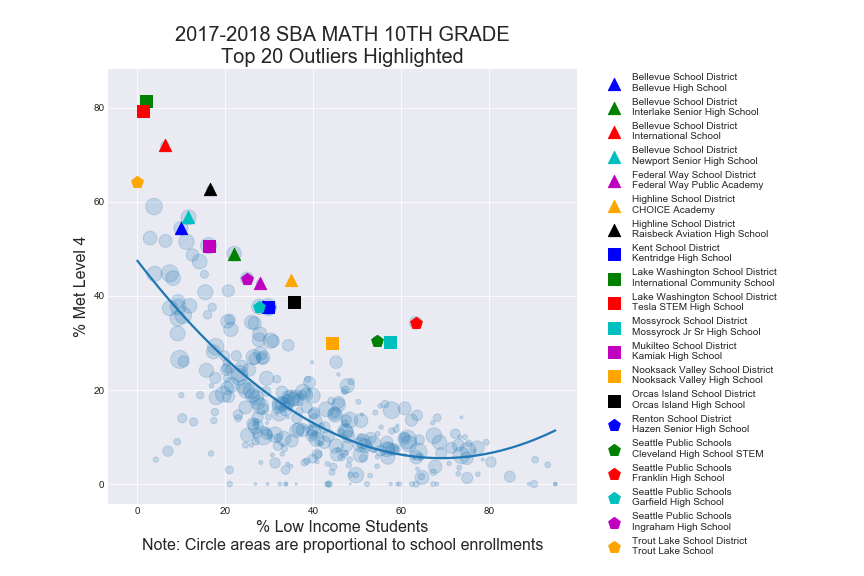 2017-2018 SBA MATH 10TH GRADE
Top 20 Outliers Highlighted
% Met Level 4
80
60
40
20
0
0
20
40
60
80
% Low Income Students
Note: Circle areas are proportional to school enrollments
Bellevue School District
Bellevue High School
Bellevue School District
Interlake Senior High School
Bellevue School District
International School
Bellevue School District
Newport Senior High School
Federal Way School District
Federal Way Public Academy
Highline School District
CHOICE Academy
Highline School District
Raisbeck Aviation High School
Kent School District
Kentridge High School
Lake Washington School District
International Community School
Lake Washington School District
Tesla STEM High School
Mossyrock School District
Mossyrock Jr Sr High School
Mukilteo School District
Kamiak High School
Nooksack Valley School District
Nooksack Valley High School
Orcas Island School District
Orcas Island High School
Renton School District
Hazen Senior High School
Seattle Public Schools
Cleveland High School STEM
Seattle Public Schools
Franklin High School
Seattle Public Schools
Garfield High School
Seattle Public Schools
Ingraham High School
Trout Lake School District
Trout Lake School